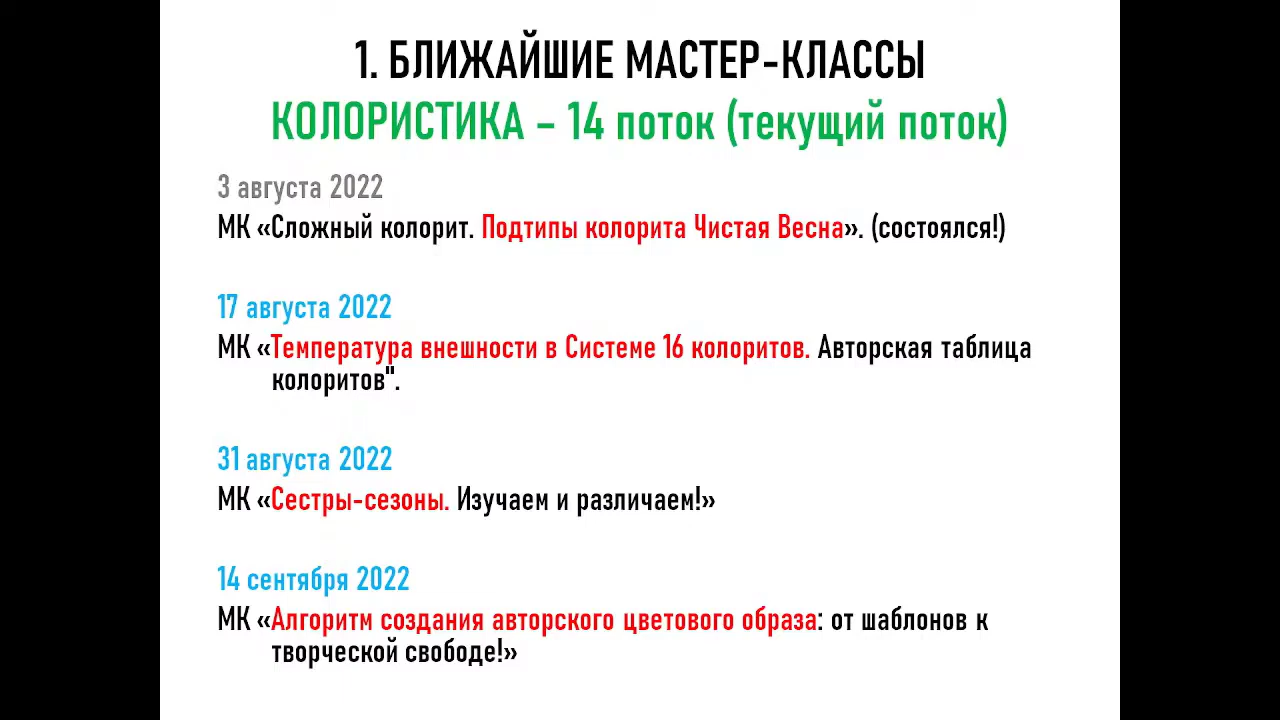 1. БЛИЖАЙШИЕ МАСТЕР-КЛАССЫ
КОЛОРИСТИКА – 14 поток (текущий поток)
3 августа 2022
МК «Сложный колорит. Подтипы колорита Чистая Весна». (состоялся!)
17 августа 2022
МК «Температура внешности в Системе 16 колоритов. Авторская таблица
колоритов".
31 августа 2022
МК «Сестры-сезоны. Изучаем и различаем!»
14 сентября 2022
МК «Алгоритм создания авторского цветового образа: от шаблонов к
творческой свободе!»